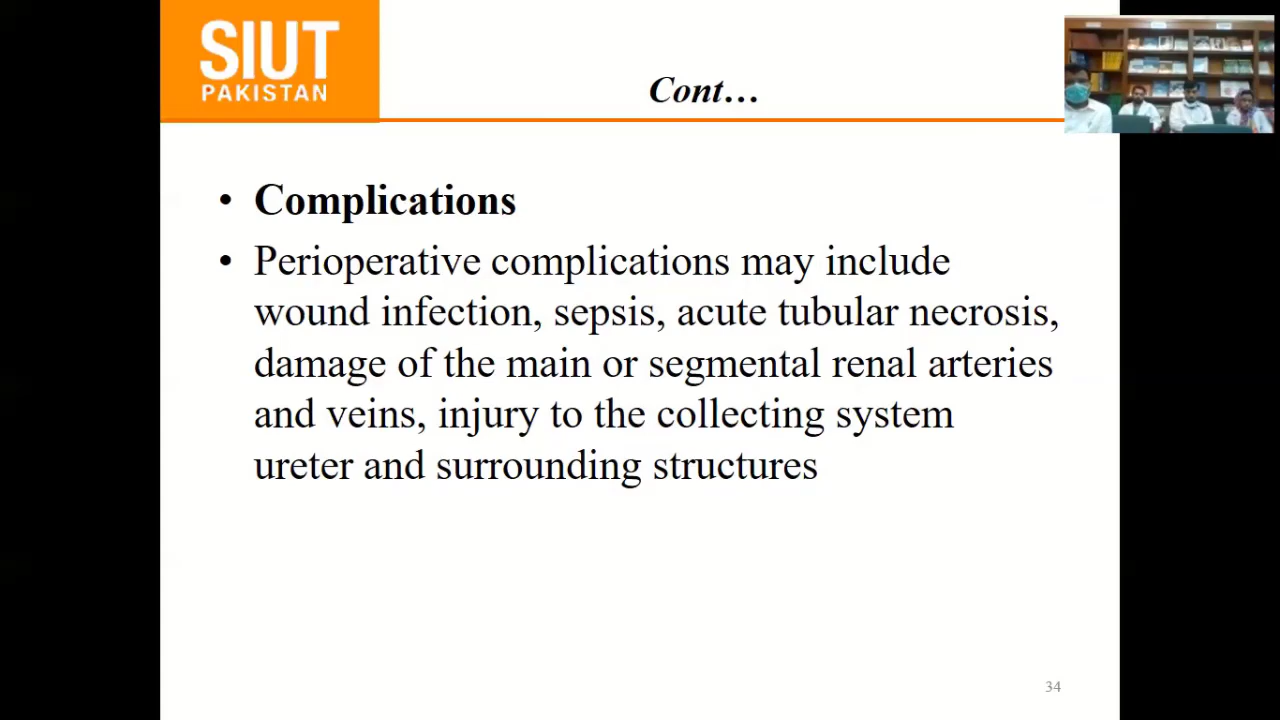 SIUT
PAKISTAN
Cont…
• Complications
• Perioperative complications may include
wound infection, sepsis, acute tubular necrosis,
damage of the main or segmental renal arteries
and veins, injury to the collecting system
ureter and surrounding structures
34